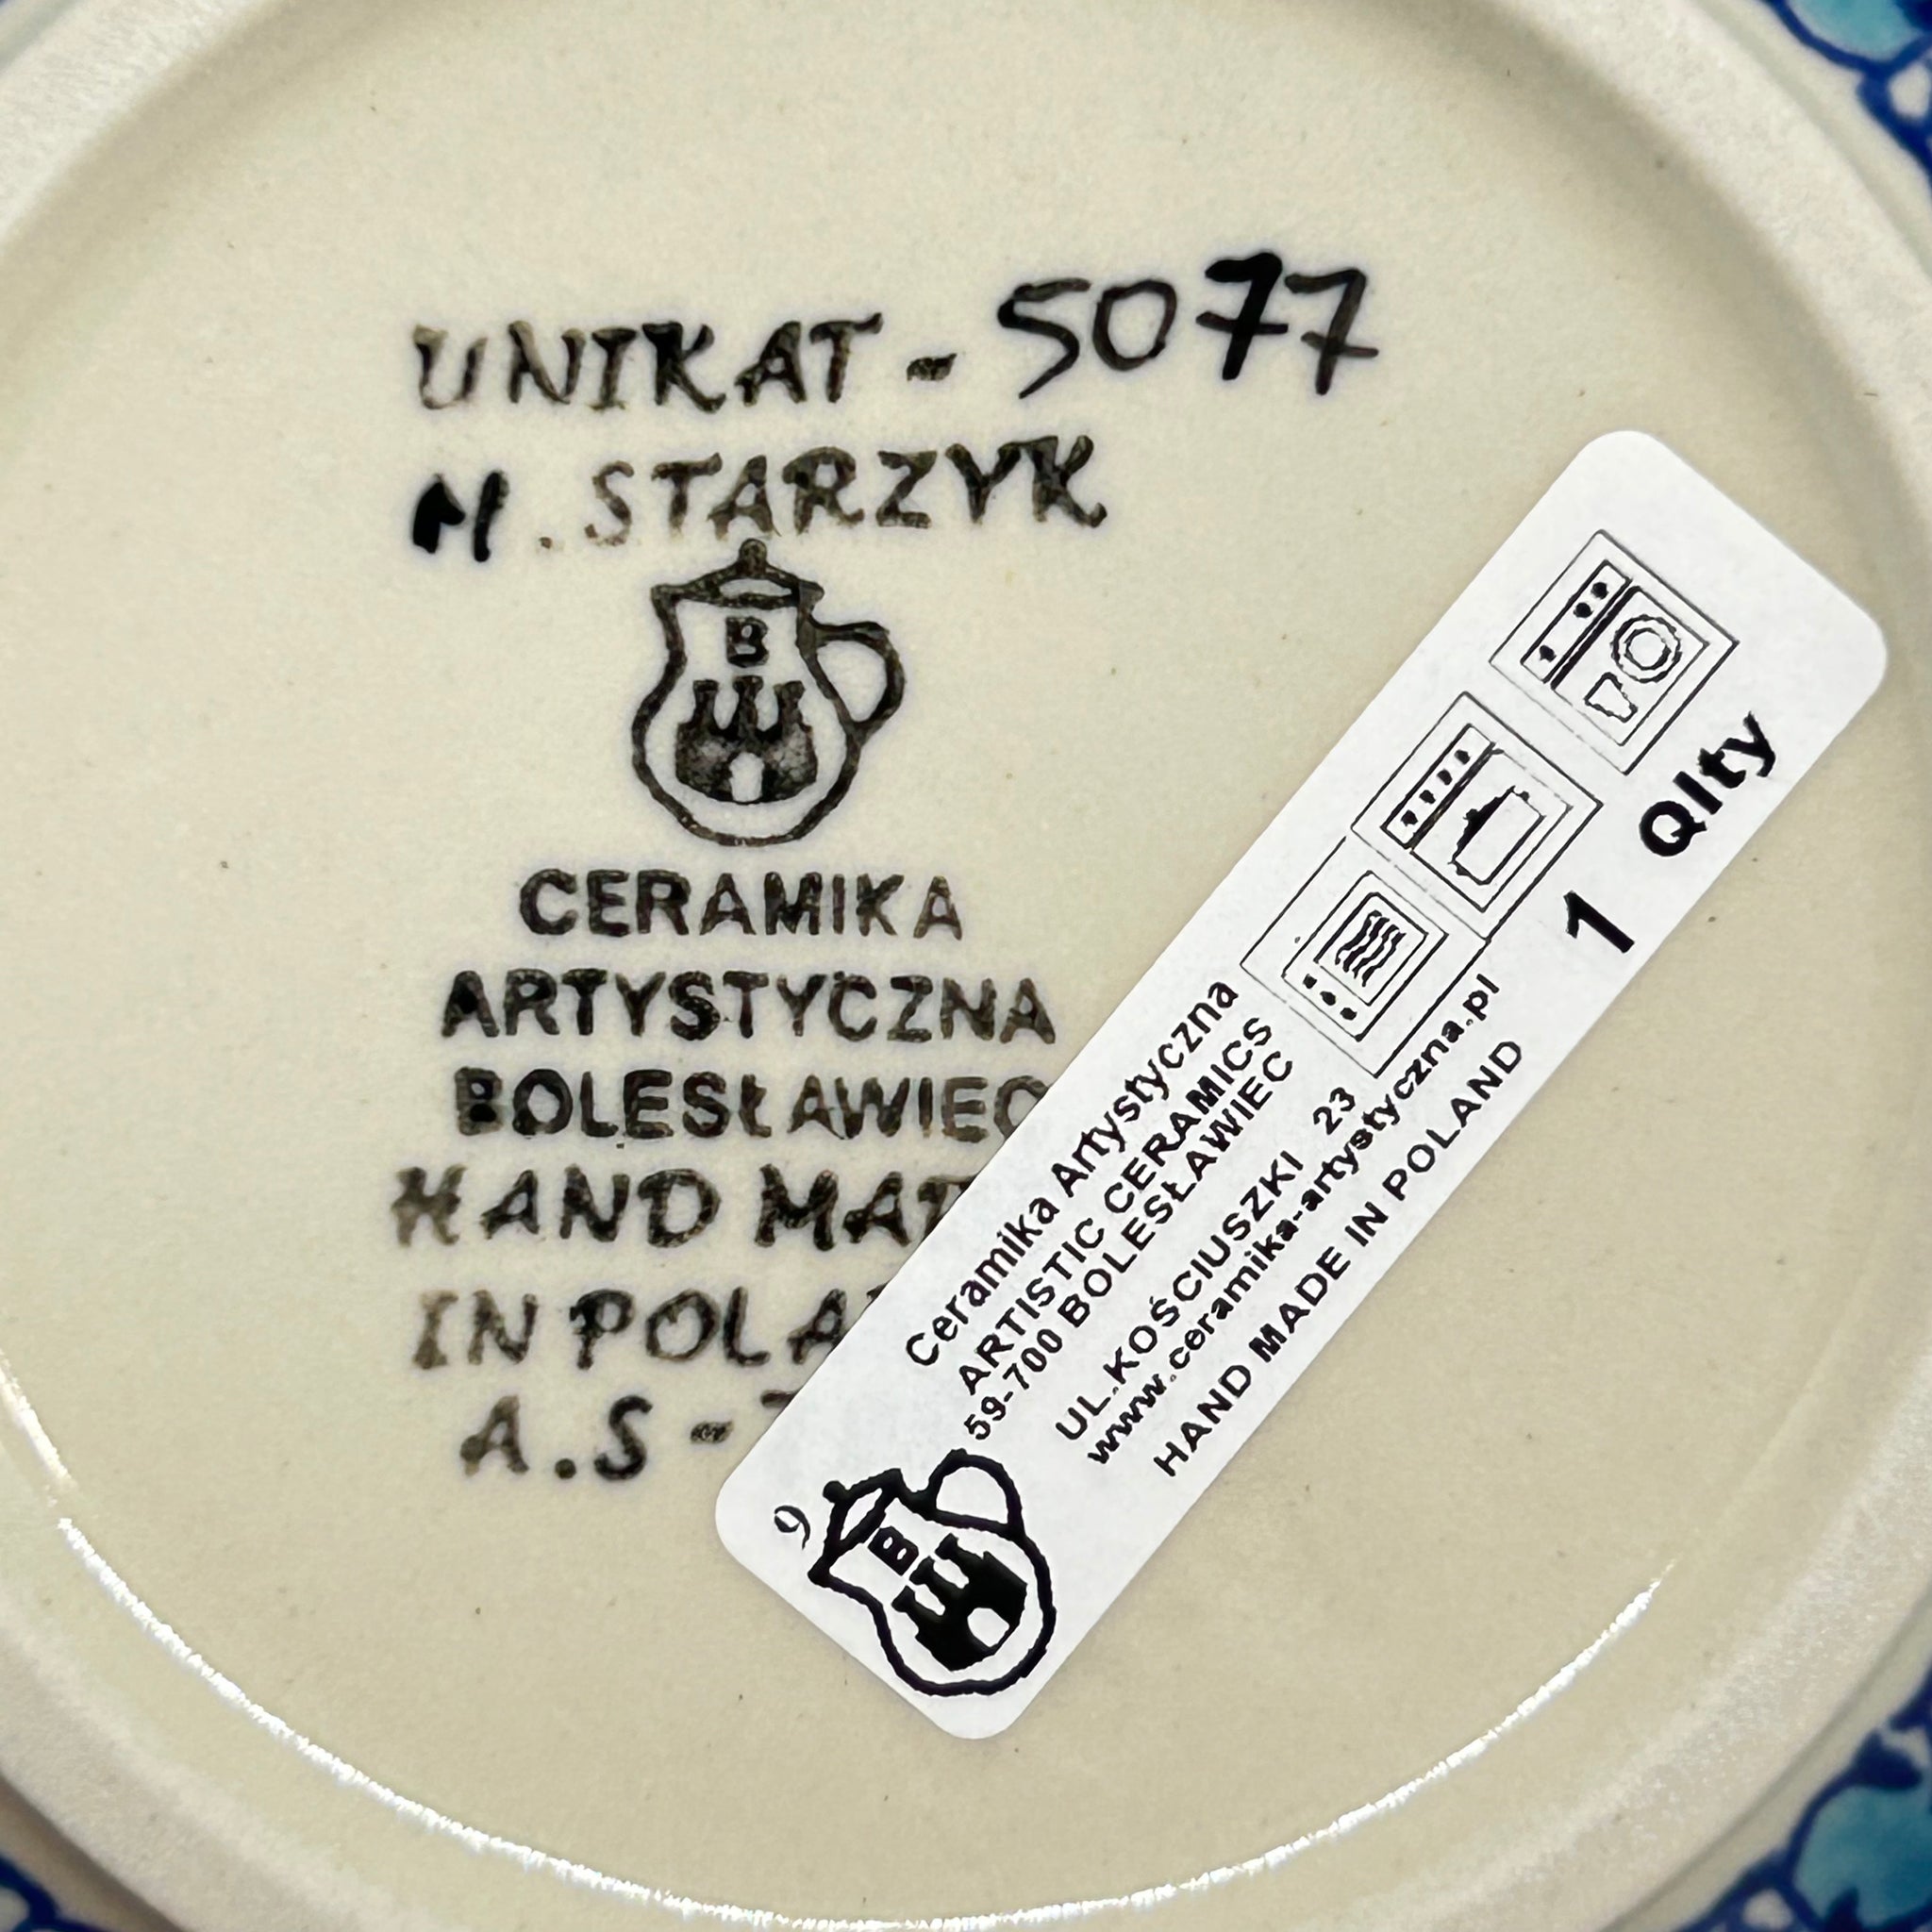 UNIKAT - 5077
M. STARZYK
B
CERAMIKA
ARTYSTYCZNA
BOLESŁAWIEC
HAND MAD
IN POLA
A.S -
1 Qlty
Ceramika Artystyczna
ARTISTIC CERAMICS
59-700 BOLESŁAWIEC
UL.KOŚCIUSZKI 23
www.ceramika-artystyczna.pl
HAND MADE IN POLAND
9
B